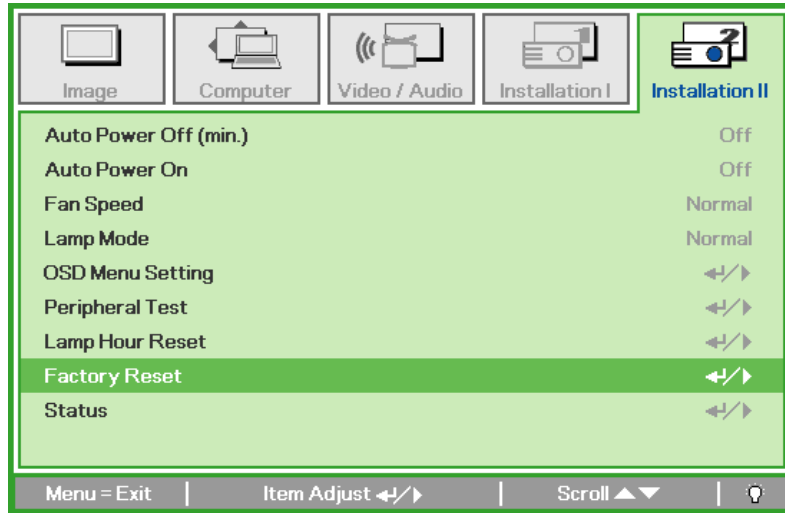 Image Computer Video / Audio Installation I Installation II
Auto Power Off (min.) Off
Auto Power On Off
Fan Speed Normal
Lamp Mode Normal
OSD Menu Setting
Peripheral Test
Lamp Hour Reset
Factory Reset
Status
Menu = Exit Item Adjust Scroll